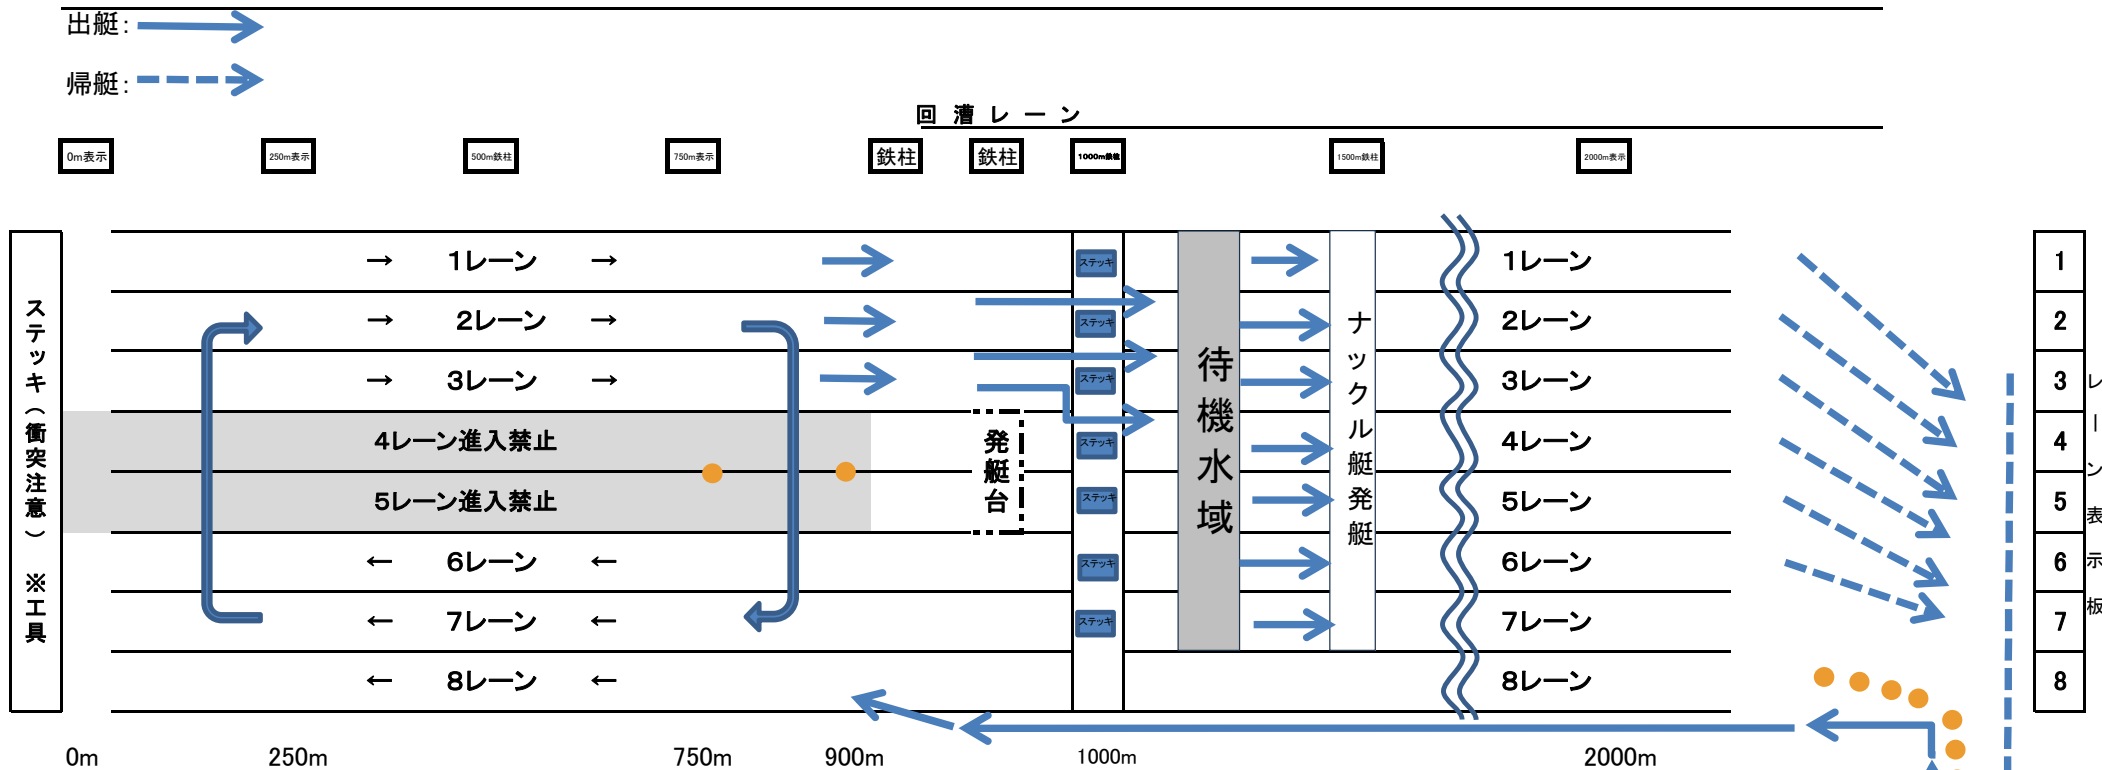 出艇：
帰艇：
回漕レーン
0m表示 250m表示 500m鉄柱 750m表示 鉄柱 鉄柱 1000m鉄柱 1500m鉄柱 2000m表示
ステッキ（衝突注意） ※工具
→ 1レーン →
→ 2レーン →
→ 3レーン →
4レーン進入禁止
5レーン進入禁止
← 6レーン ←
← 7レーン ←
← 8レーン ←
発艇台
ステッキ
ステッキ
ステッキ
ステッキ
ステッキ
ステッキ
ステッキ
待機水域
ナックル艇発艇
1レーン
2レーン
3レーン
4レーン
5レーン
6レーン
7レーン
8レーン
1
2
3
4
5
6
7
8
レーン表示板
0m 250m 750m 900m 1000m 2000m